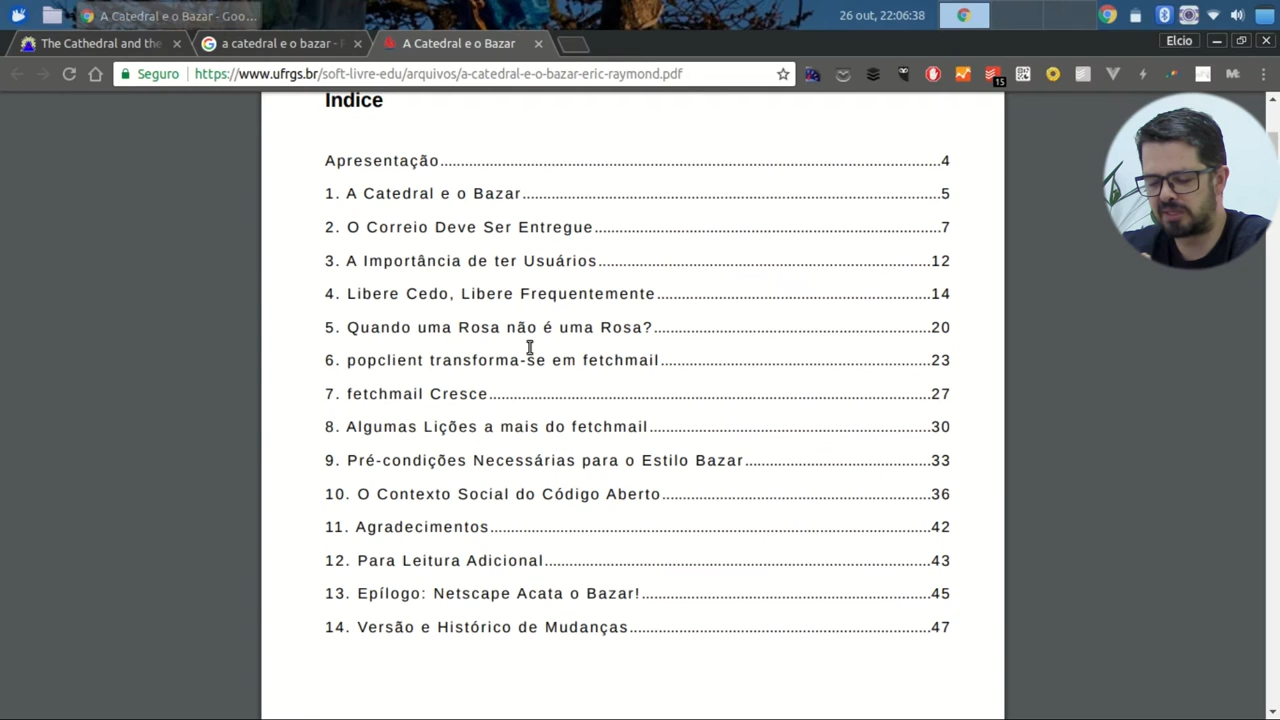 A Catedral e o Bazar - Goo...
26 out, 22:06:38
The Cathedral and the
a catedral e o bazar - P
A Catedral e o Bazar
Elcio
Seguro
https://www.ufrgs.br/soft-livre-edu/arquivos/a-catedral-e-o-bazar-eric-raymond.pdf
15
Indice
Apresentação...4
1. A Catedral e o Bazar...5
2. O Correio Deve Ser Entregue...7
3. A Importância de ter Usuários...12
4. Libere Cedo, Libere Frequentemente...14
5. Quando uma Rosa não é uma Rosa?...20
6. popclient transforma-se em fetchmail...23
7. fetchmail Cresce...27
8. Algumas Lições a mais do fetchmail...30
9. Pré-condições Necessárias para o Estilo Bazar...33
10. O Contexto Social do Código Aberto...36
11. Agradecimentos...42
12. Para Leitura Adicional...43
13. Epílogo: Netscape Acata o Bazar!...45
14. Versão e Histórico de Mudanças...47